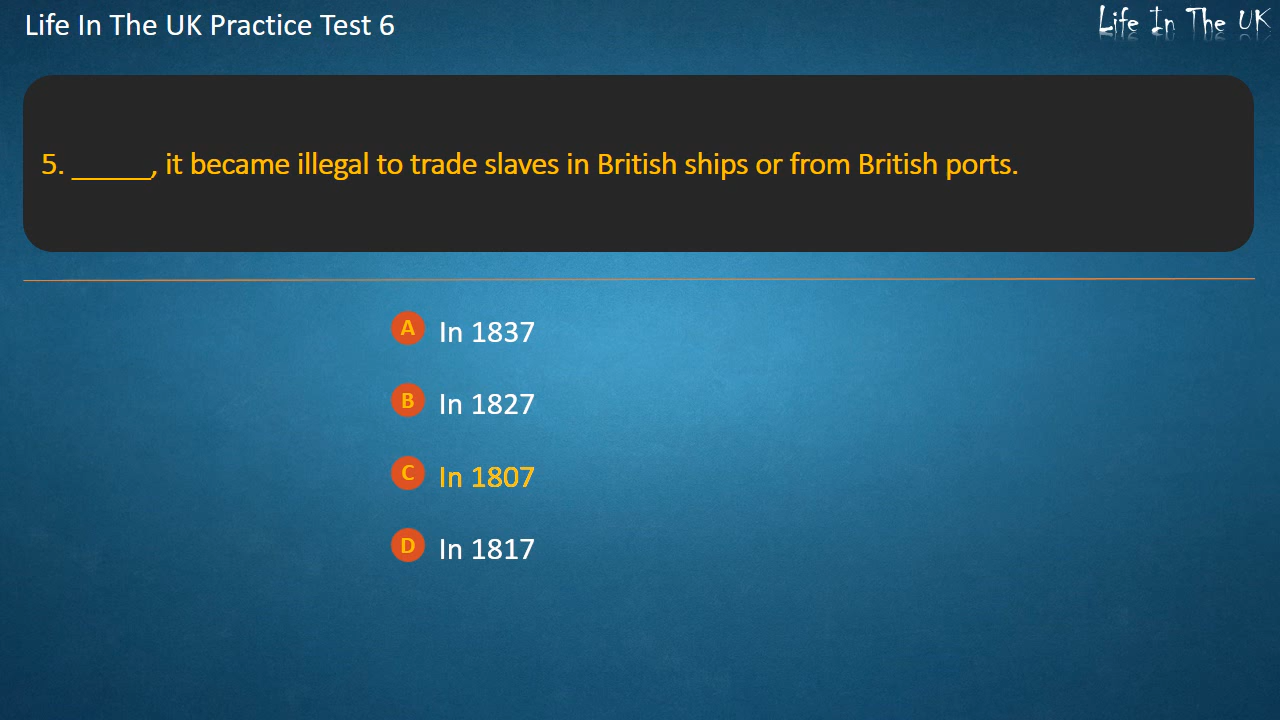 Life In The UK Practice Test 6
Life In The UK
5. _____, it became illegal to trade slaves in British ships or from British ports.
A In 1837
B In 1827
C In 1807
D In 1817